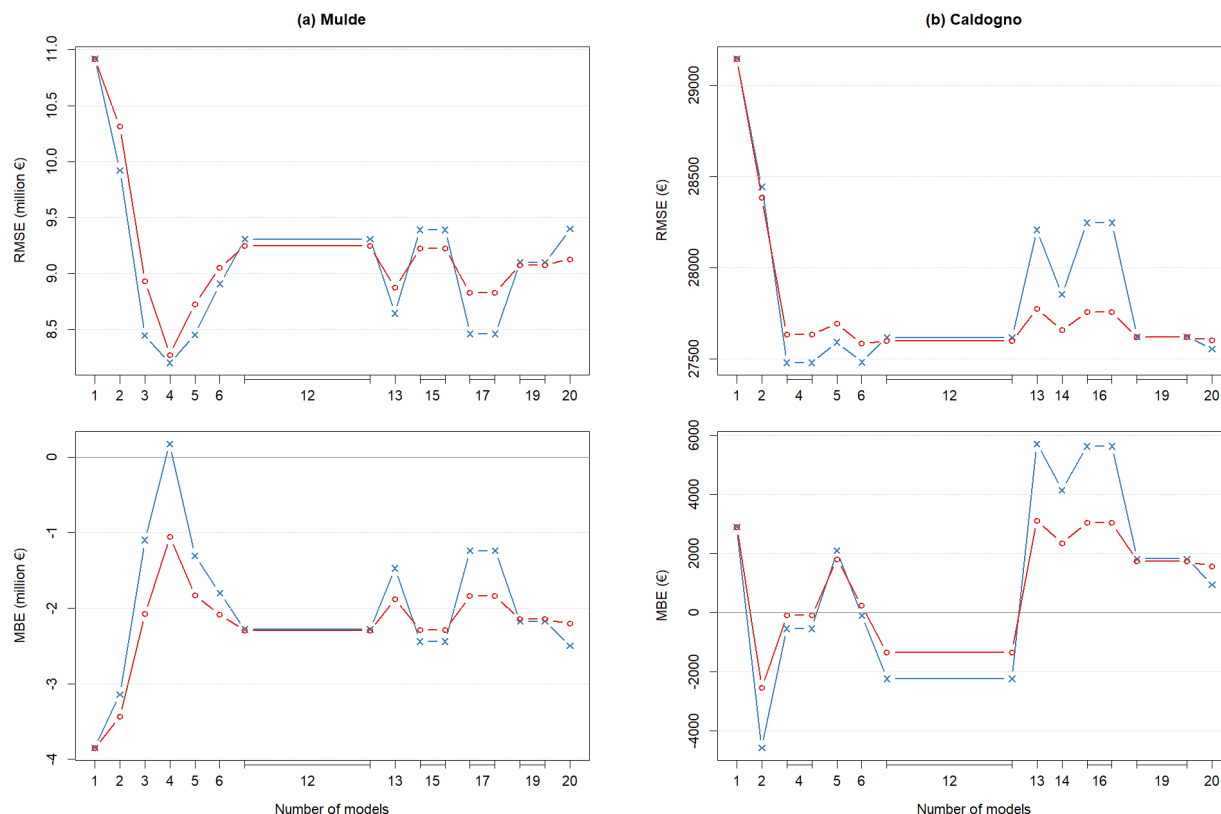 (a) Mulde
(b) Caldogno
RMSE (million €)
11.0
10.5
10.0
9.5
9.0
8.5
1 2 3 4 5 6 12 13 15 17 19 20
RMSE (€)
29000
28500
28000
27500
1 2 4 5 6 12 13 14 16 19 20
MBE (million €)
0
-1
-2
-3
-4
1 2 3 4 5 6 12 13 15 17 19 20
Number of models
MBE (€)
6000
4000
2000
0
-2000
-4000
1 2 4 5 6 12 13 14 16 19 20
Number of models